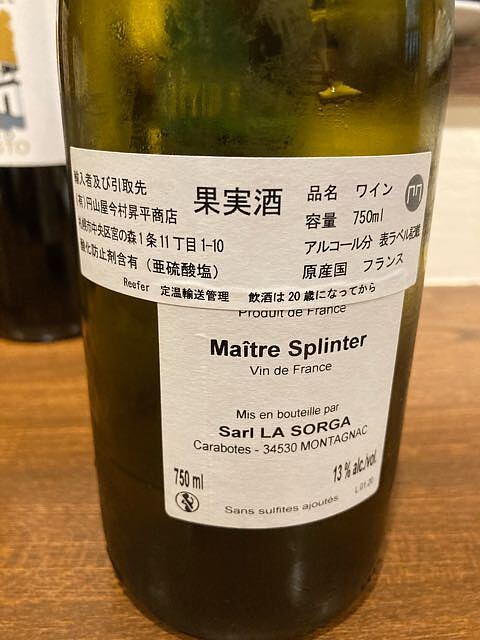 輸入者及び引取先
(有)円山屋今村昇平商店
札幌市中央区宮の森1条11丁目1-10
酸化防止剤含有(亜硫酸塩)
果実酒
品名 ワイン
容量 750ml
アルコール分 表ラベル記載
原産国 フランス
Reefer 定温輸送管理 飲酒は20歳になってから
Produit de France
Maître Splinter
Vin de France
Mis en bouteille par
Sarl LA SORGA
Carabotes - 34530 MONTAGNAC
750 ml
13 % alc./vol.
L.01.20
Sans sulfites ajoutés